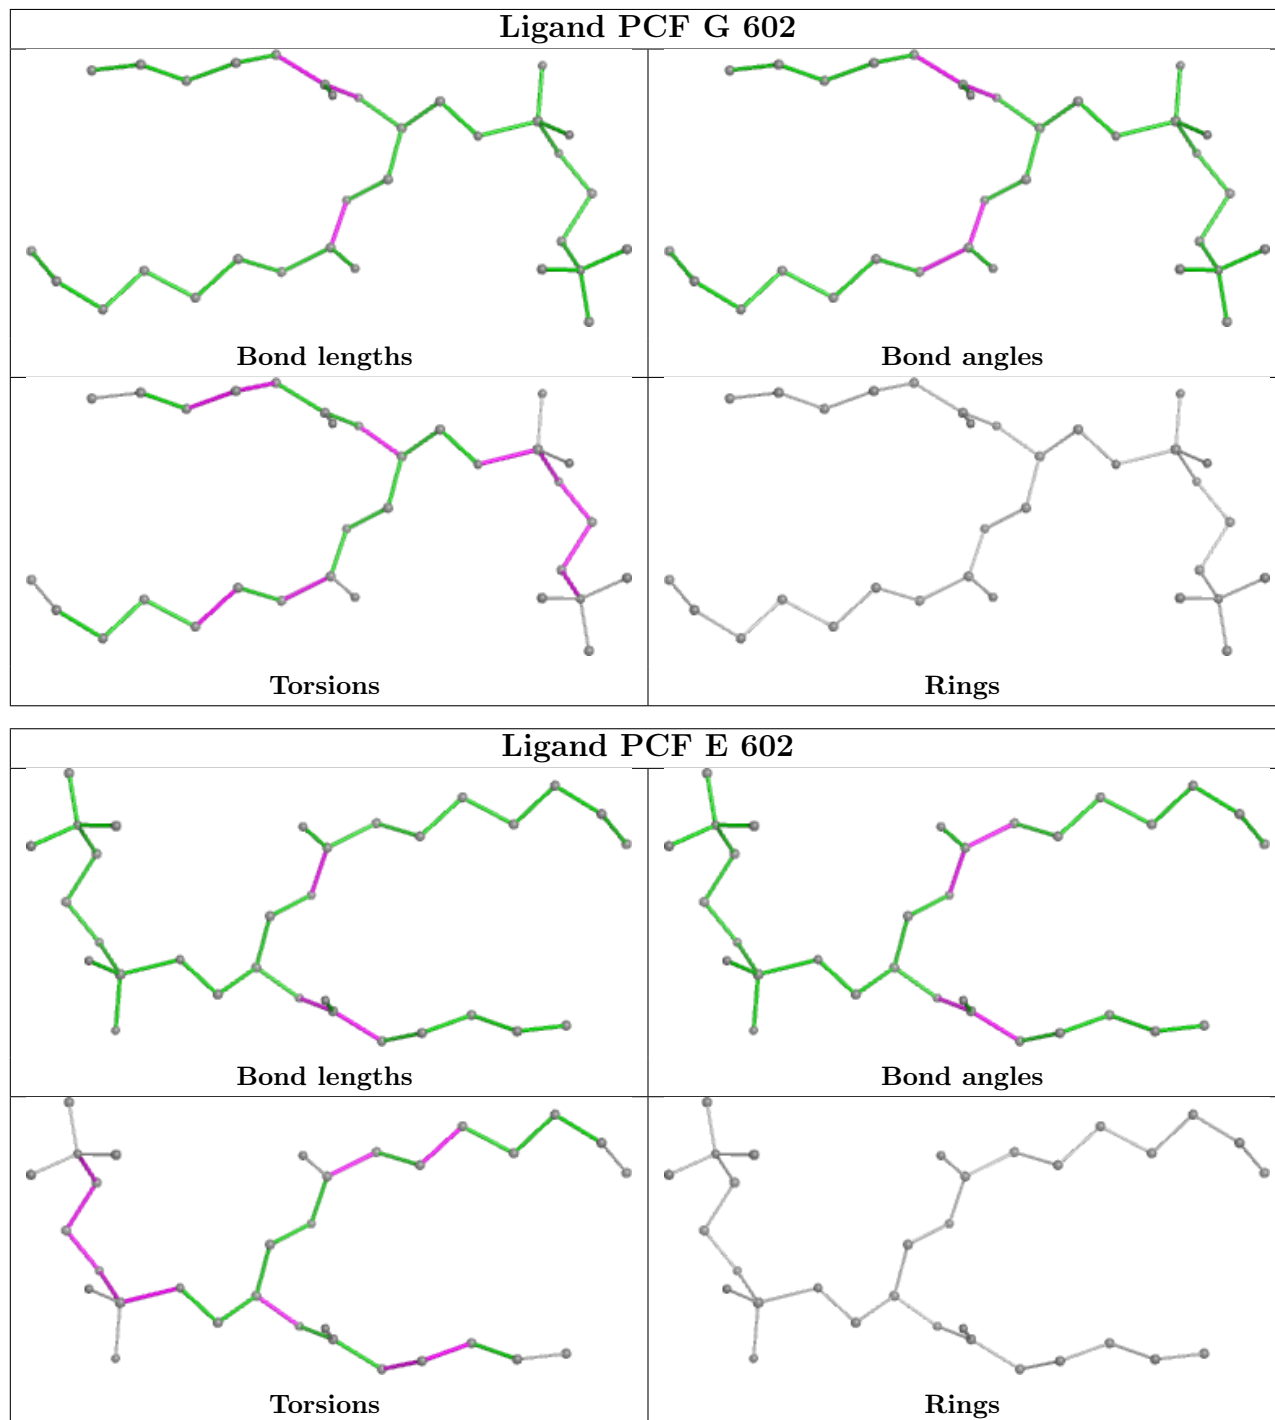 Ligand PCF G 602
Bond lengths
Bond angles
Torsions
Rings
Ligand PCF E 602
Bond lengths
Bond angles
Torsions
Rings